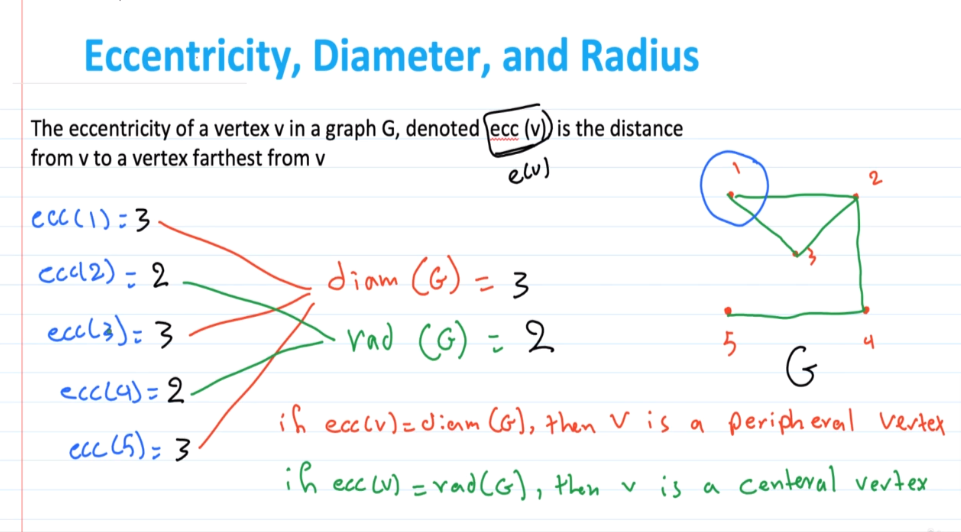 Eccentricity, Diameter, and Radius
The eccentricity of a vertex v in a graph G, denoted ecc (v) is the distance
from v to a vertex farthest from v
e(v)
1
2
3
5
4
G
ecc(1) = 3
ecc(2) = 2
ecc(3) = 3
ecc(4) = 2
ecc(5) = 3
diam (G) = 3
rad (G) = 2
if ecc(v) = diam (G), then v is a peripheral vertex
if ecc(v) = rad(G), then v is a centeral vertex